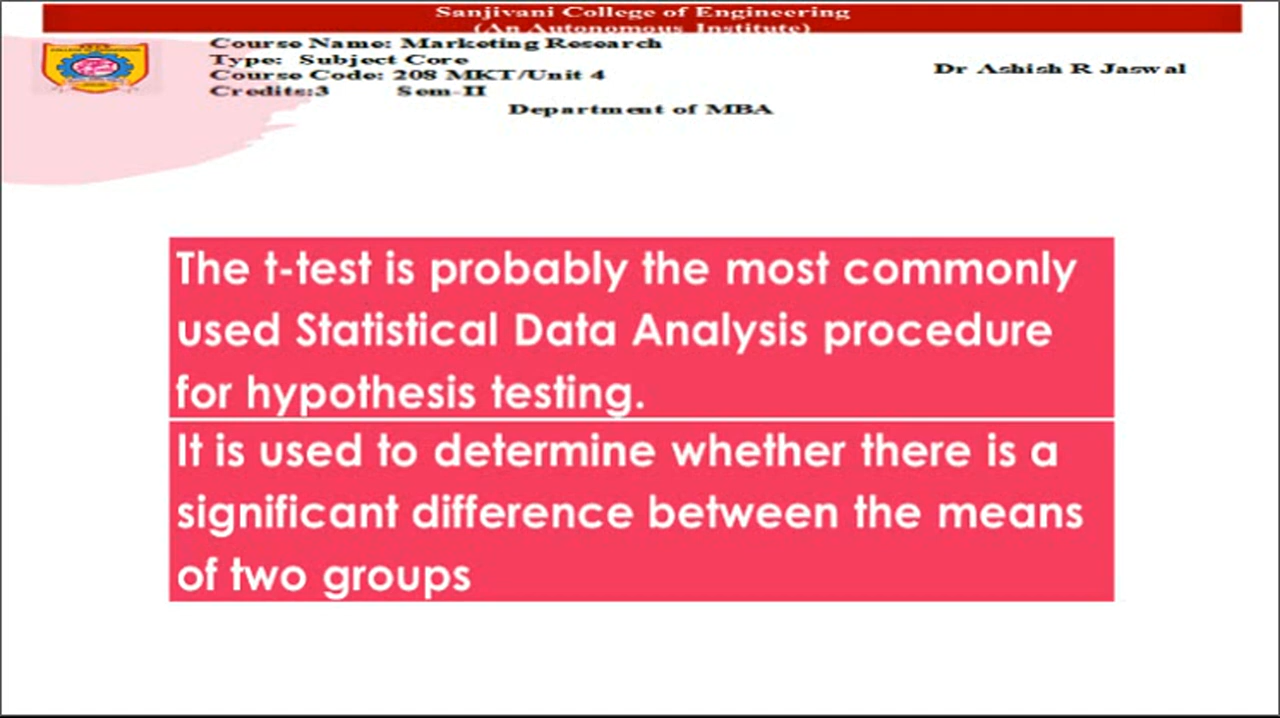 Sanjivani College of Engineering
(An Autonomous Institute)
Course Name: Marketing Research
Type: Subject Core
Course Code: 208 MKT/Unit 4
Credits:3 Sem-II
Dr Ashish R Jaswal
Department of MBA
The t-test is probably the most commonly
used Statistical Data Analysis procedure
for hypothesis testing.
It is used to determine whether there is a
significant difference between the means
of two groups